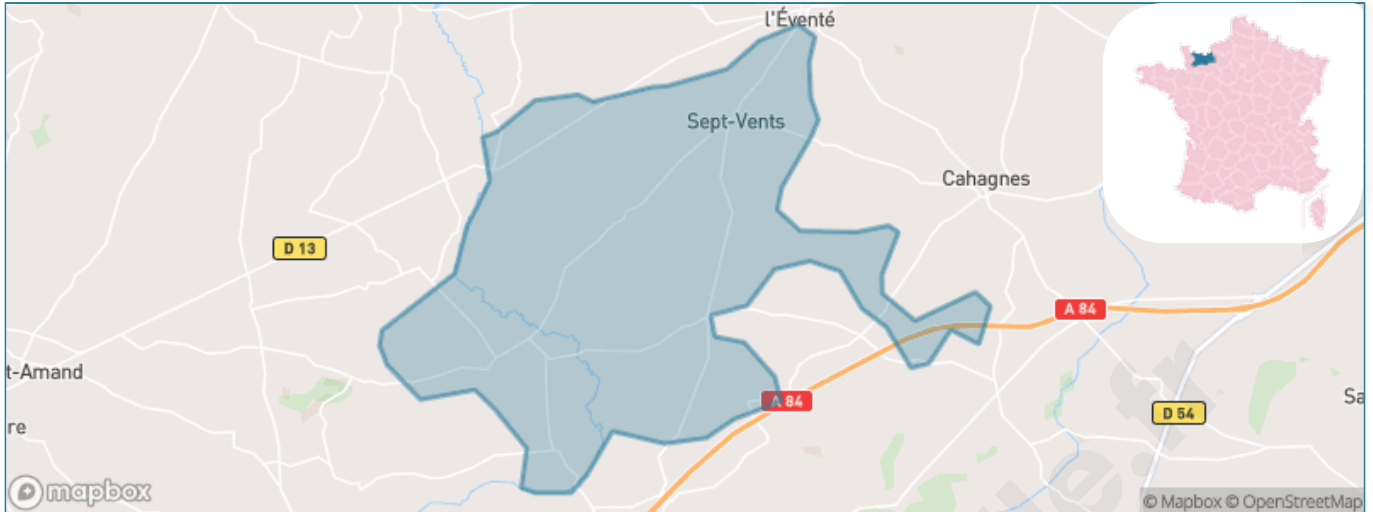 l'Éventé
Sept-Vents
Cahagnes
D 13
A 84
t-Amand
A 84
D 54
Sa
re
mapbox
© Mapbox © OpenStreetMap